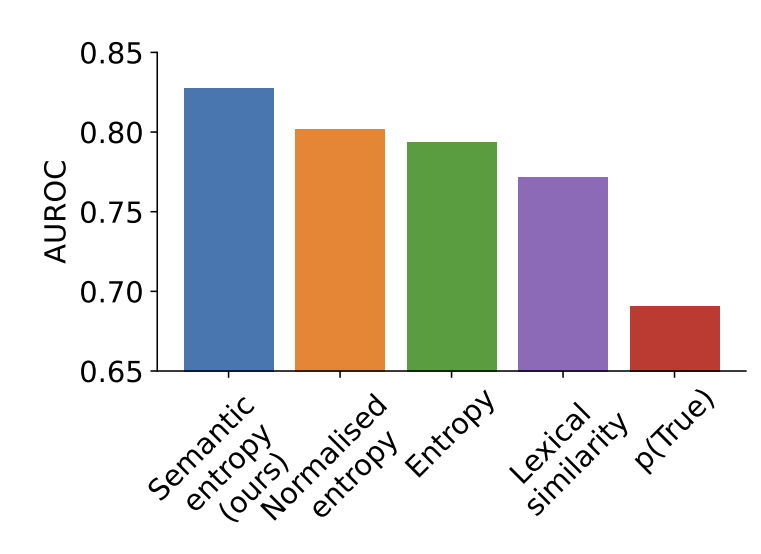 0.85
0.80
0.75
0.70
0.65
AUROC
Semantic
entropy
(ours)
Normalised
entropy
Entropy
Lexical
similarity
p(True)